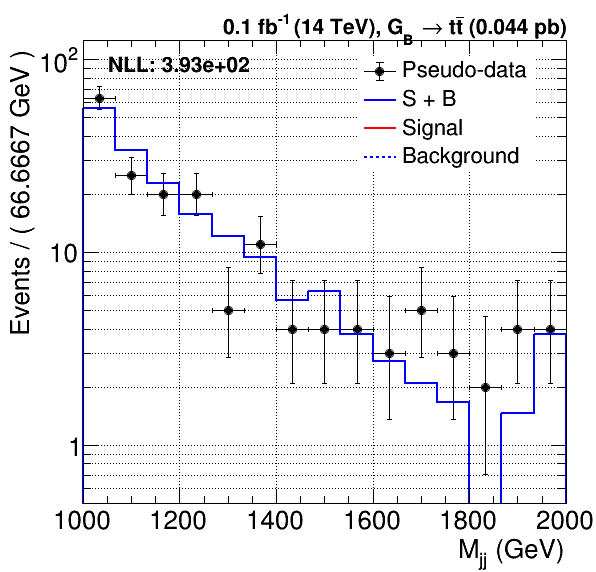 0.1 fb⁻¹ (14 TeV), G_B → tt̄ (0.044 pb)
NLL: 3.93e+02
Pseudo-data
S + B
Signal
Background
Events / ( 66.6667 GeV )
10²
10
1
1000 1200 1400 1600 1800 2000
M_jj (GeV)